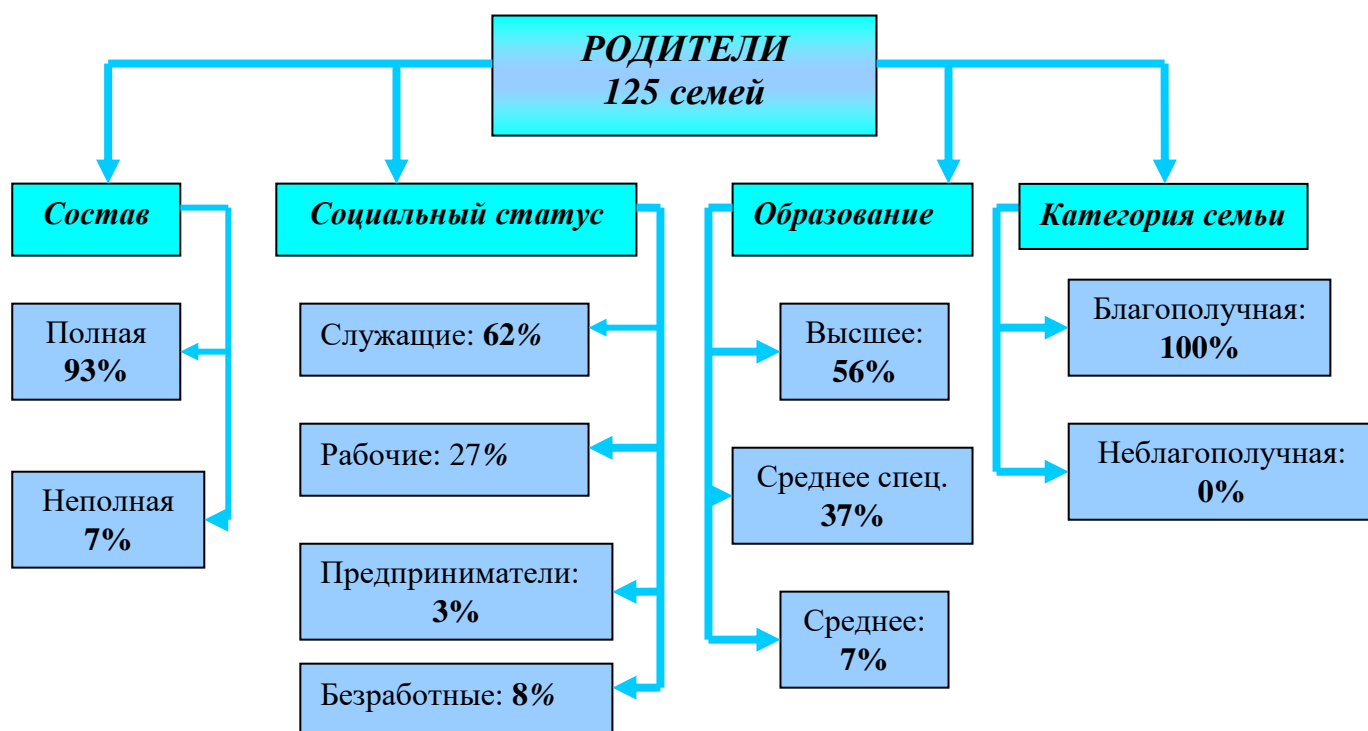 РОДИТЕЛИ
125 семей
Состав
Социальный статус
Образование
Категория семьи
Полная
93%
Неполная
7%
Служащие: 62%
Рабочие: 27%
Предприниматели:
3%
Безработные: 8%
Высшее:
56%
Среднее спец.
37%
Среднее:
7%
Благополучная:
100%
Неблагополучная:
0%